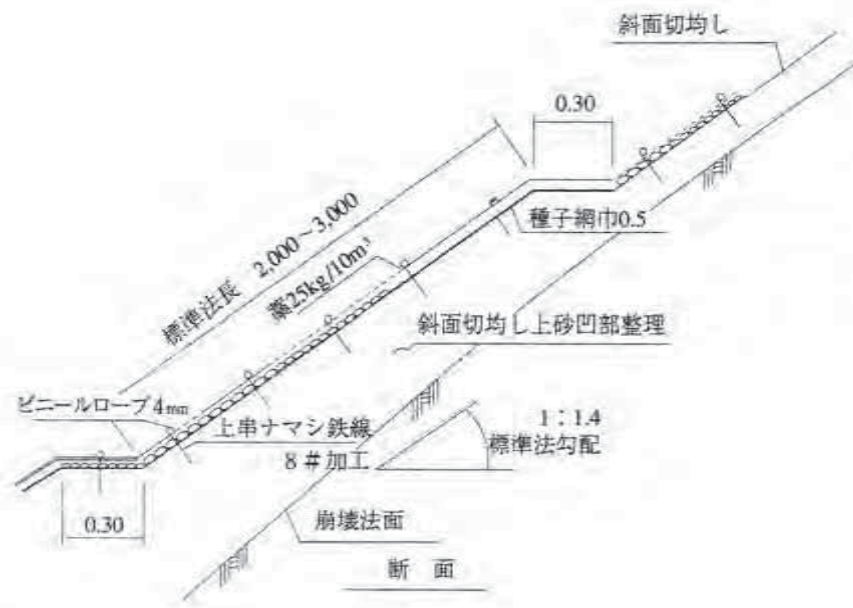 斜面切均し
0.30
標準法長 2,000～3,000
藁25kg/10m³
種子網巾0.5
斜面切均し上砂凹部整理
ビニールロープ4mm
上串ナマシ鉄線
8#加工
1：1.4
標準法勾配
0.30
崩壊法面
断 面